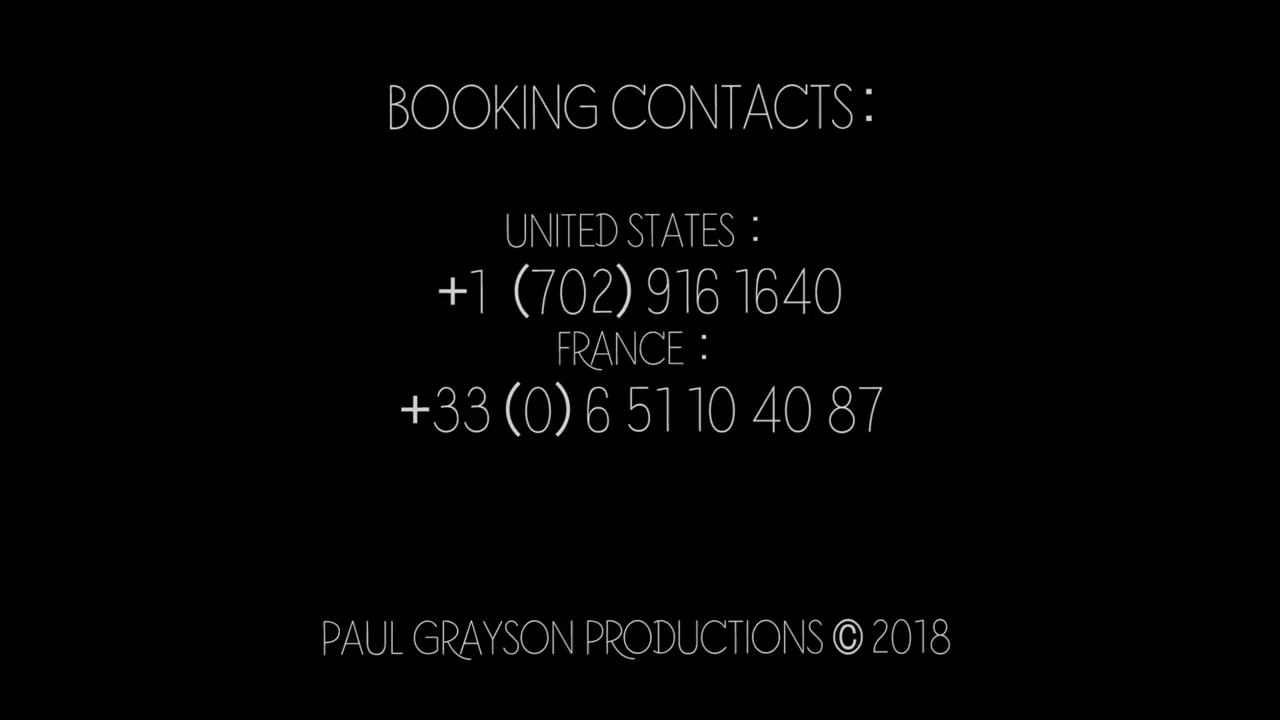 BOOKING CONTACTS:
UNITED STATES :
+1 (702) 916 1640
FRANCE :
+33 (0) 6 51 10 40 87
PAUL GRAYSON PRODUCTIONS © 2018